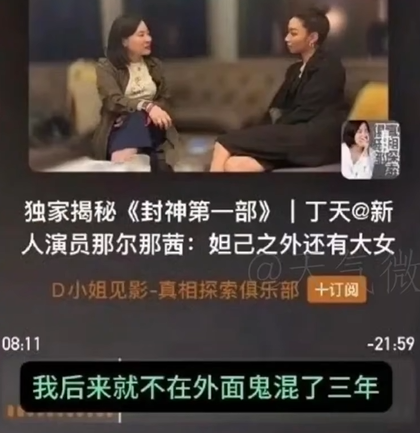 独家揭秘《封神第一部》｜丁天@新
人演员那尔那茜：妲己之外还有大女
D小姐见影-真相探索俱乐部
+订阅
@天气微
08:11
-21:59
我后来就不在外面鬼混了三年